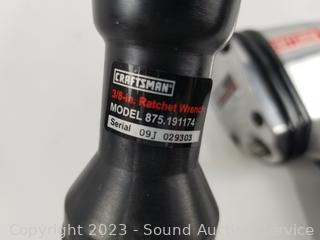 CRAFTSMAN
3/8-in. Ratchet Wrench
MODEL 875.191174
Serial 09J 029303
Copyright 2023 - Sound Auction Service